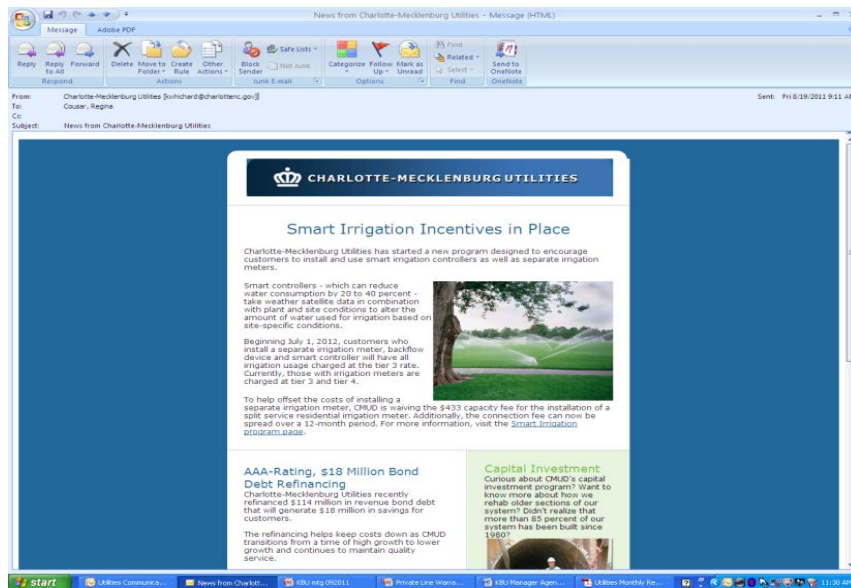 News from Charlotte-Mecklenburg Utilities - Message (HTML)
Message Adobe PDF
Reply Reply to All Forward Delete Move to Folder Create Rule Other Actions Block Sender Safe Lists Not Junk Categorize Follow Up Mark as Unread Find Related Select Send to OneNote
Respond Actions Junk E-mail Options Find OneNote
From: Charlotte-Mecklenburg Utilities [kwhichard@charlottenc.gov] Sent: Fri 8/19/2011 9:11 AM
To: Cousar, Regina
Cc:
Subject: News from Charlotte-Mecklenburg Utilities
CHARLOTTE-MECKLENBURG UTILITIES
Smart Irrigation Incentives in Place
Charlotte-Mecklenburg Utilities has started a new program designed to encourage
customers to install and use smart irrigation controllers as well as separate irrigation
meters.
Smart controllers - which can reduce
water consumption by 20 to 40 percent -
take weather satellite data in combination
with plant and site conditions to alter the
amount of water used for irrigation based on
site-specific conditions.
Beginning July 1, 2012, customers who
install a separate irrigation meter, backflow
device and smart controller will have all
irrigation usage charged at the tier 3 rate.
Currently, those with irrigation meters are
charged at tier 3 and tier 4.
To help offset the costs of installing a
separate irrigation meter, CMUD is waiving the $433 capacity fee for the installation of a
split service residential irrigation meter. Additionally, the connection fee can now be
spread over a 12-month period. For more information, visit the Smart Irrigation
program page.
AAA-Rating, $18 Million Bond
Debt Refinancing
Charlotte-Mecklenburg Utilities recently
refinanced $114 million in revenue bond debt
that will generate $18 million in savings for
customers.
The refinancing helps keep costs down as CMUD
transitions from a time of high growth to lower
growth and continues to maintain quality
service.
Capital Investment
Curious about CMUD's capital
investment program? Want to
know more about how we
rehab older sections of our
system? Didn't realize that
more than 85 percent of our
system has been built since
1980?
start Utilities Communica... News from Charlott... KBU mtg 092011 Private Line Warra... KBU Manager Agen... Utilities Monthly Re... 11:30 AM